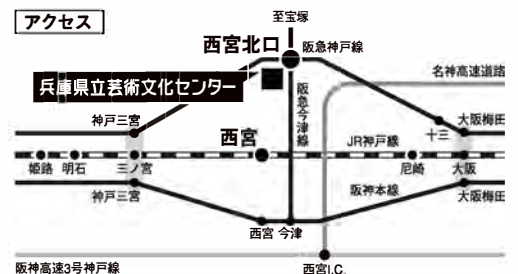 アクセス
至宝塚
西宮北口
阪急神戸線
兵庫県立芸術文化センター
名神高速道路
阪急今津線
神戸三宮
十三
大阪梅田
西宮
JR神戸線
姫路
明石
三ノ宮
尼崎
大阪
神戸三宮
阪神本線
大阪梅田
西宮
今津
阪神高速3号神戸線
西宮I.C.